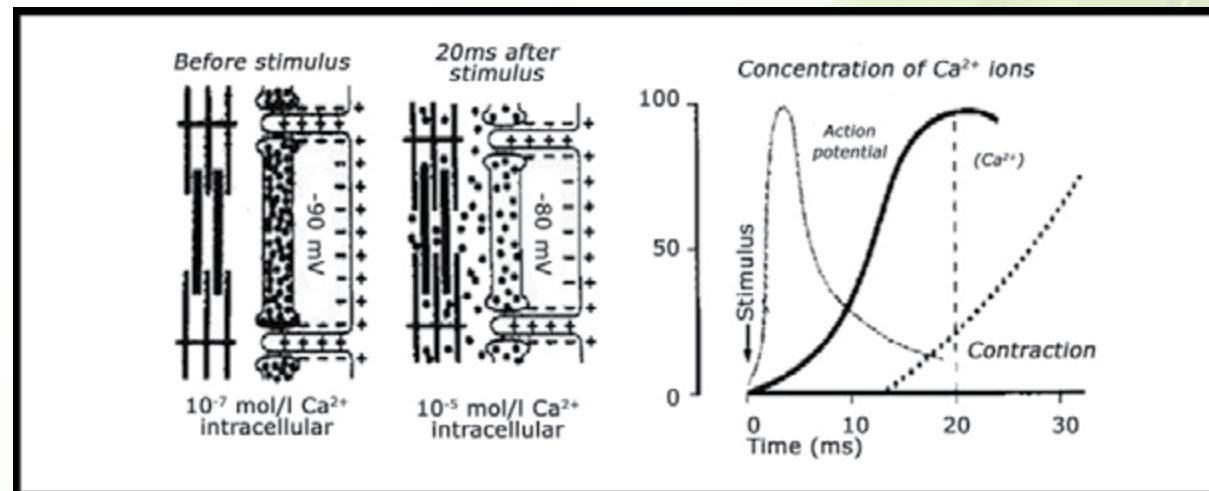 Before stimulus
-90 mV
10⁻⁷ mol/l Ca²⁺
intracellular
20ms after
stimulus
-80 mV
10⁻⁵ mol/l Ca²⁺
intracellular
Concentration of Ca²⁺ ions
100
50
0
Stimulus
Action
potential
(Ca²⁺)
Contraction
0
10
20
30
Time (ms)